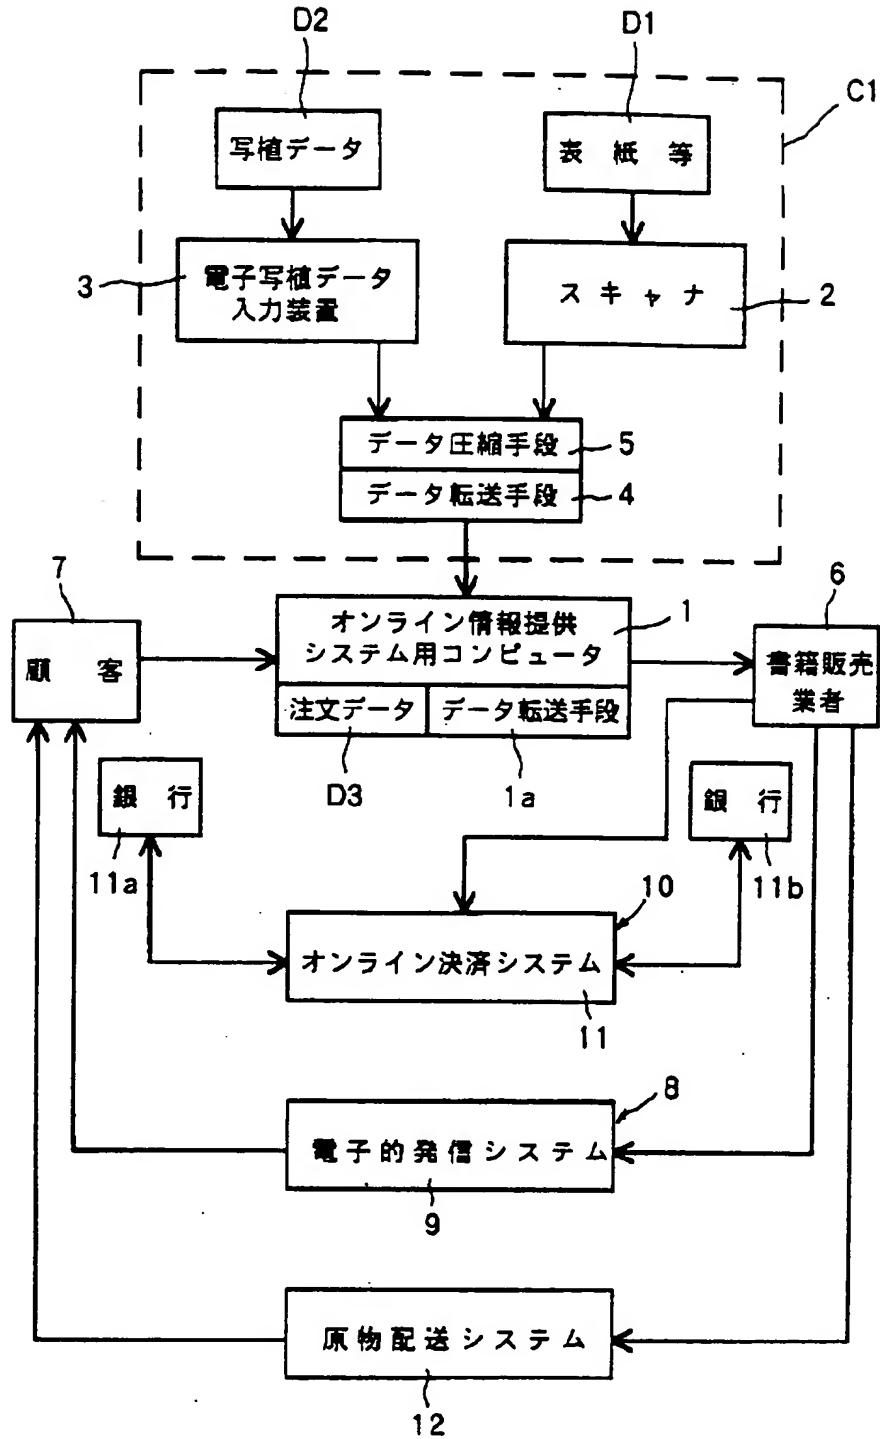 D2
D1
C1
写植データ
表紙等
3
電子写植データ
入力装置
スキャナ
2
データ圧縮手段
5
データ転送手段
4
7
6
オンライン情報提供
システム用コンピュータ
1
顧客
書籍販売
業者
注文データ
データ転送手段
D3
1a
銀行
銀行
11a
11b
10
オンライン決済システム
11
8
電子的発信システム
9
原物配送システム
12